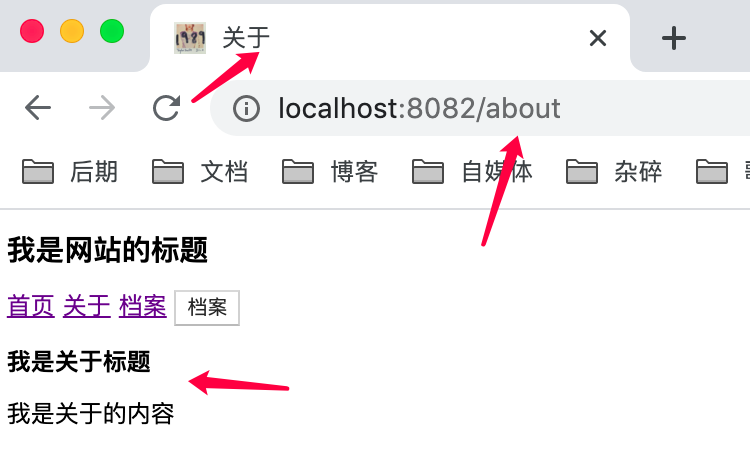 关于
localhost:8082/about
后期 文档 博客 自媒体 杂碎
我是网站的标题
首页 关于 档案 档案
我是关于标题
我是关于的内容